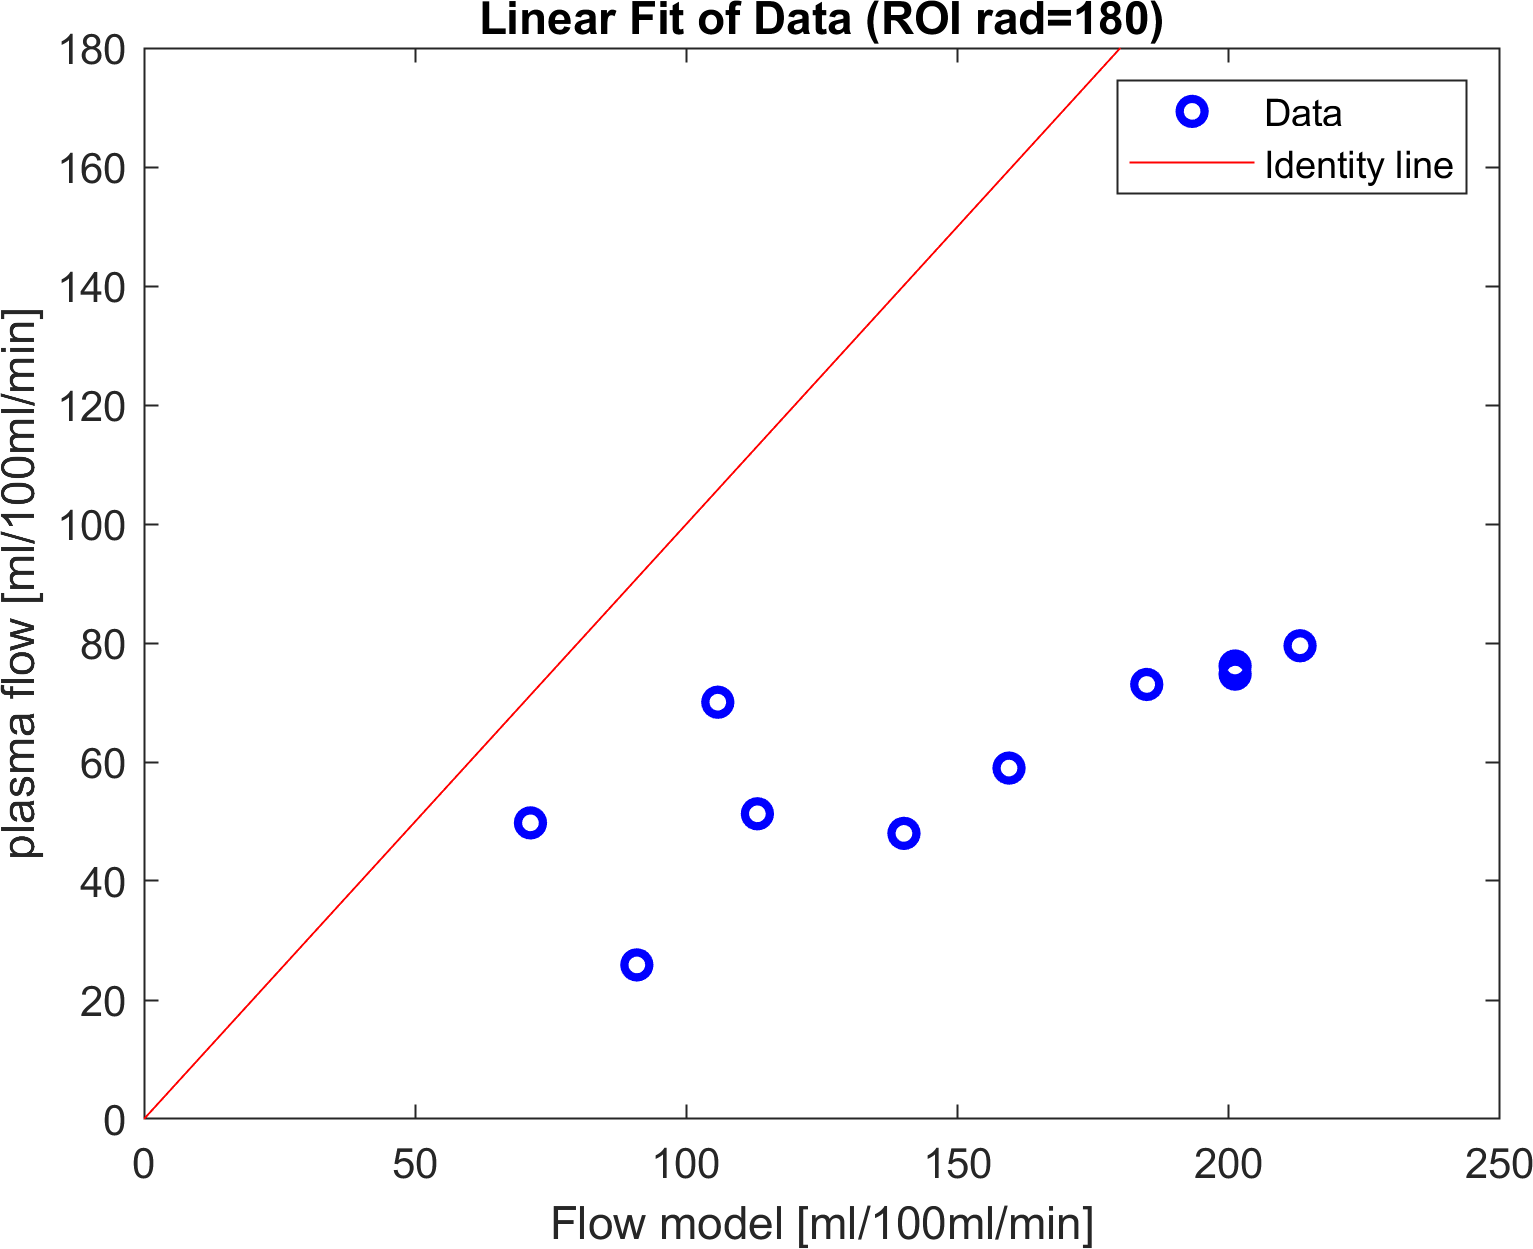 Linear Fit of Data (ROI rad=180)
180
160
140
120
100
80
60
40
20
0
plasma flow [ml/100ml/min]
Data
Identity line
0 50 100 150 200 250
Flow model [ml/100ml/min]